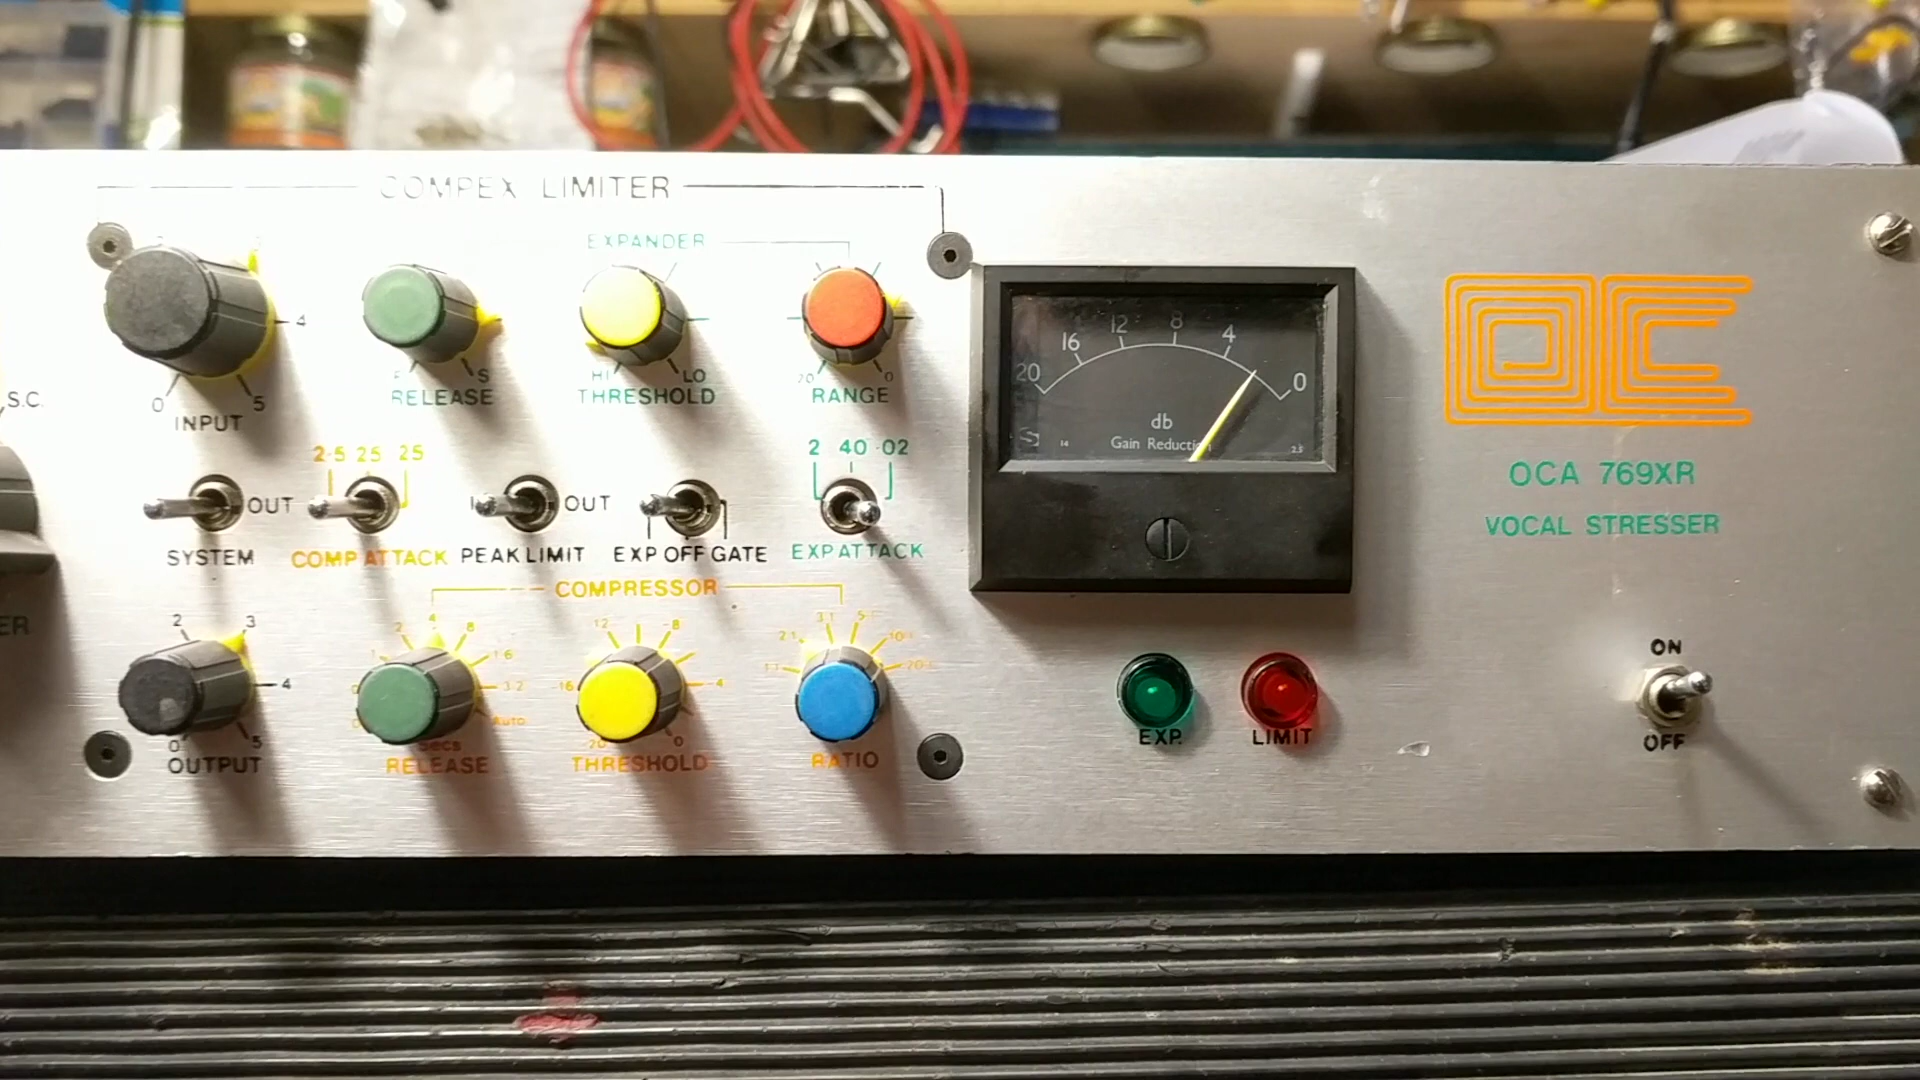 COMPEX LIMITER
EXPANDER
S.C.
4
0 5
INPUT
F S
RELEASE
HI LO
THRESHOLD
20 0
RANGE
20 16 12 8 4 0
db
Gain Reduction
OC
OCA 769XR
VOCAL STRESSER
2·5 25 ·25
2 40 ·02
OUT
OUT
SYSTEM
COMP ATTACK
PEAK LIMIT
EXP OFF GATE
EXP ATTACK
COMPRESSOR
ER
2 3 4
0 5
OUTPUT
2 4 8 1·6 3·2 Auto
Secs
RELEASE
20 16 12 8 4 0
THRESHOLD
1:1 2:1 3:1 5:1 10:1 20:1
RATIO
EXP.
LIMIT
ON
OFF